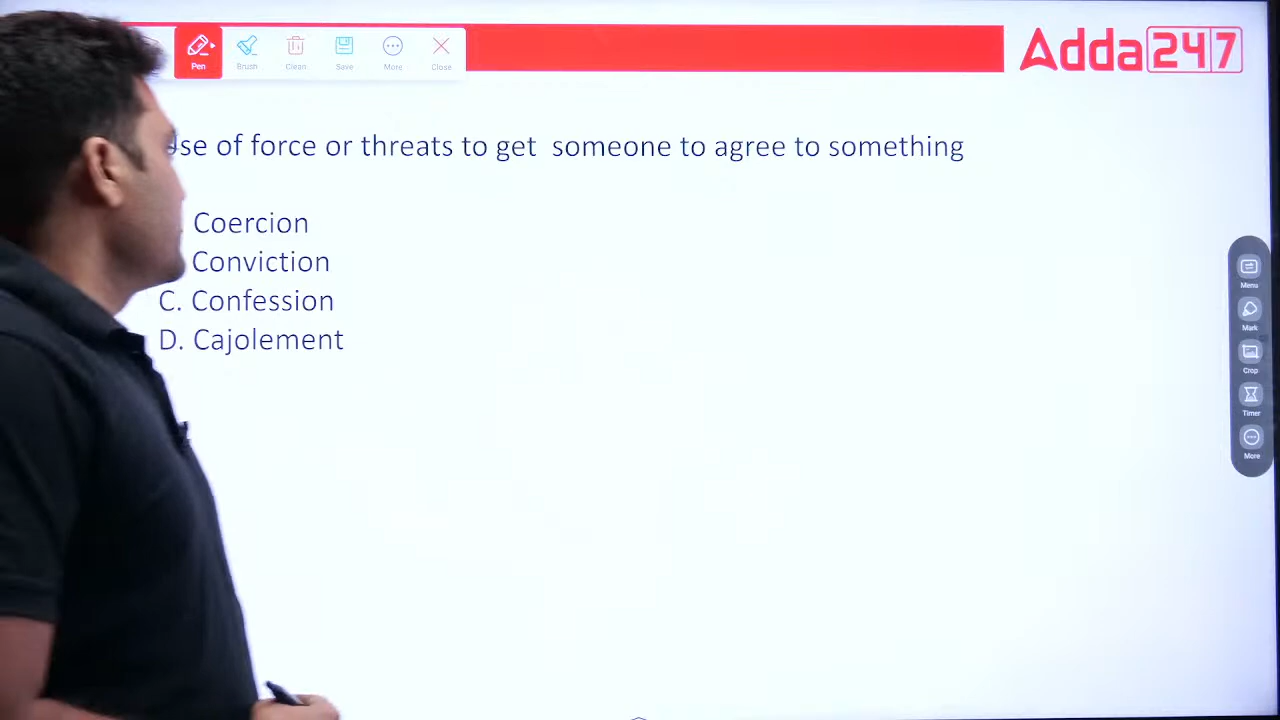 Pen
Brush
Clean
Save
More
Close
Adda247
of force or threats to get someone to agree to something
Coercion
Conviction
C. Confession
D. Cajolement
Menu
Mark
Crop
Timer
More